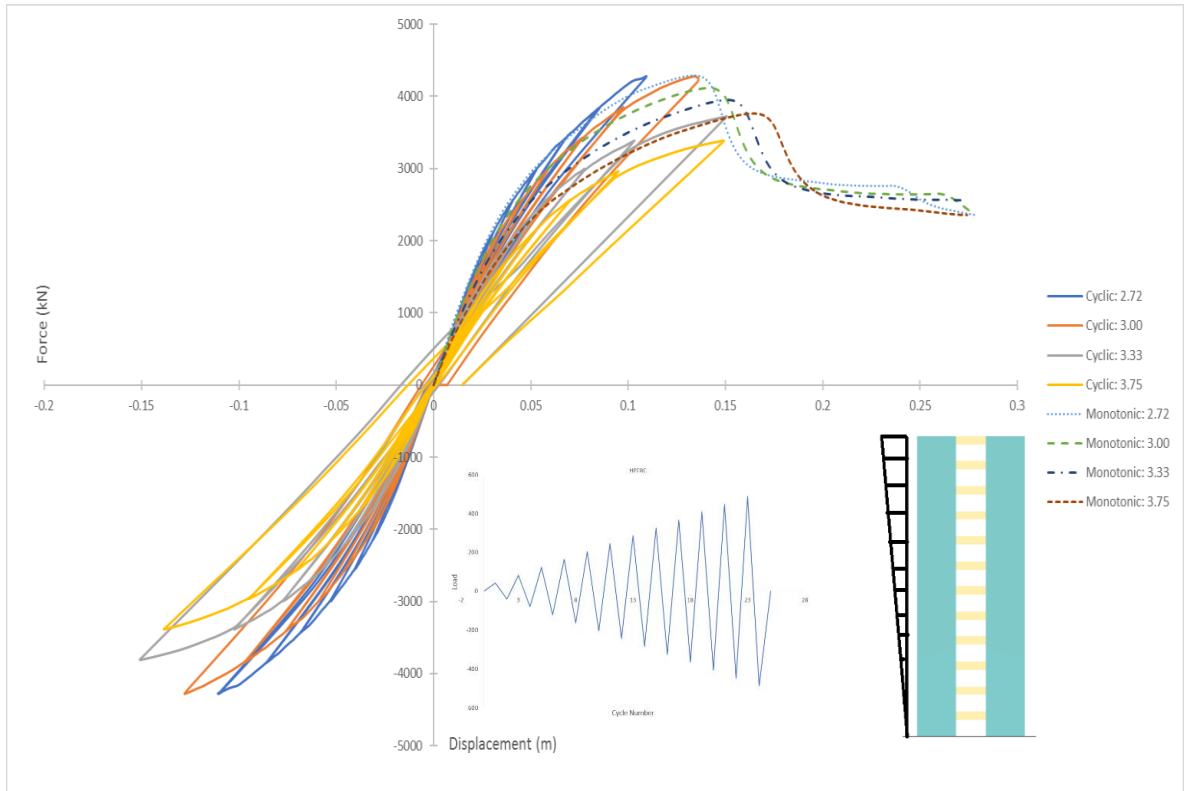 5000
4000
3000
2000
1000
0
-1000
-2000
-3000
-4000
-5000
-0.2 -0.15 -0.1 -0.05 0 0.05 0.1 0.15 0.2 0.25 0.3
Force (kN)
Displacement (m)
Cyclic: 2.72
Cyclic: 3.00
Cyclic: 3.33
Cyclic: 3.75
Monotonic: 2.72
Monotonic: 3.00
Monotonic: 3.33
Monotonic: 3.75
HPFRC
600
400
200
0
-200
-400
600
800
Load
-2 3 8 13 18 23 28
Cycle Number